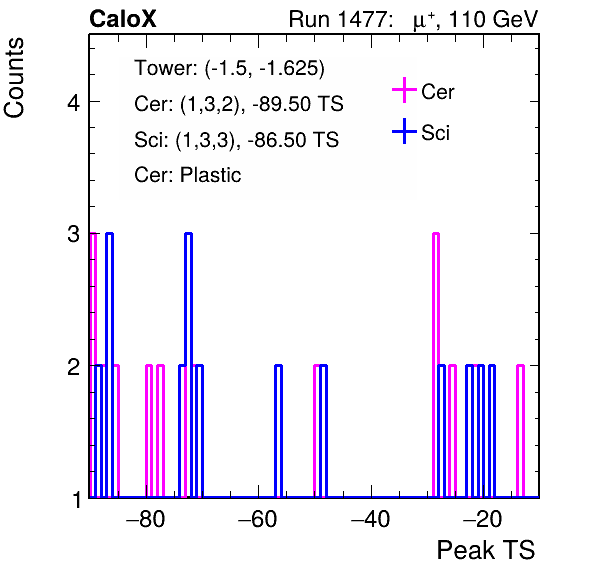 CaloX Run 1477: μ⁺, 110 GeV
Counts
Tower: (-1.5, -1.625)
Cer: (1,3,2), -89.50 TS
Sci: (1,3,3), -86.50 TS
Cer: Plastic
Cer
Sci
4
3
2
1
−80 −60 −40 −20
Peak TS